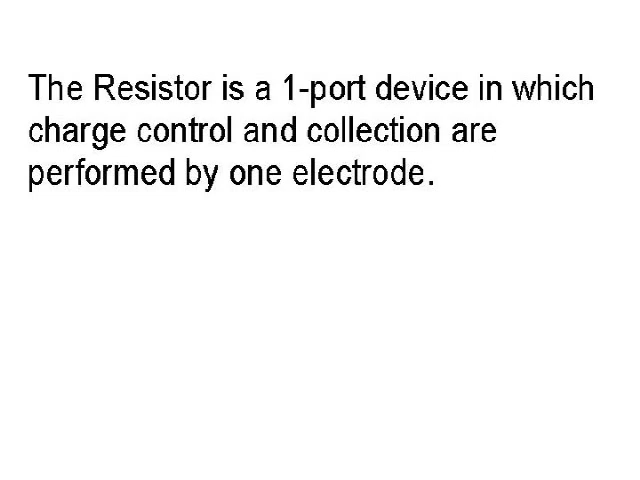 The Resistor is a 1-port device in which
charge control and collection are
performed by one electrode.